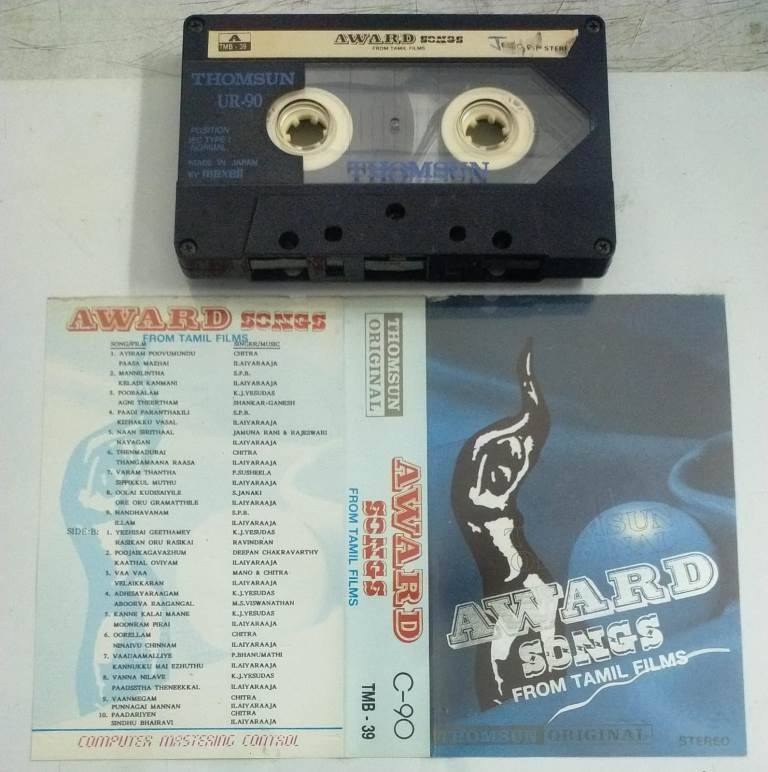 A
TMB - 39
AWARD SONGS
FROM TAMIL FILMS
STERE
THOMSUN
UR-90
POSITION
IEC TYPE I
NORMAL
MADE IN JAPAN
BY maxell
THOMSUN
AWARD SONGS
FROM TAMIL FILMS
SONG/FILM SINGER/MUSIC
1. AYIRAM POOVUMUNDU CHITRA
PAASA MAZHAI ILAIYARAAJA
2. MANNILINTHA S.P.B.
KELADI KANMANI ILAIYARAAJA
3. POOBAALAM K.J.YESUDAS
AGNI THEERTHAM SHANKAR-GANESH
4. PAADI PARANTHAKILI S.P.B.
KIZHAKKU VASAL ILAIYARAAJA
5. NAAN SIRITHAAL JAMUNA RANI & RAJESWARI
NAYAGAN ILAIYARAAJA
6. THENMADURAI CHITRA
THANGAMAANA RAASA ILAIYARAAJA
7. VARAM THANTHA P.SUSHEELA
SIPPIKKUL MUTHU ILAIYARAAJA
8. OOLAI KUDISAIYILE S.JANAKI
ORE ORU GRAMATTHILE ILAIYARAAJA
9. NANDHAVANAM S.P.B.
ILLAM ILAIYARAAJA
SIDE:B: 1. YEZHISAI GEETHAMEY K.J.YESUDAS
RASIKAN ORU RASIKAI RAVINDRAN
2. POOJAIKAGAVAZHUM DEEPAN CHAKRAVARTHY
KAATHAL OVIYAM ILAIYARAAJA
3. VAA VAA MANO & CHITRA
VELAIKKARAN ILAIYARAAJA
4. ADHISAYARAAGAM K.J.YESUDAS
ABOORVA RAAGANGAL M.S.VISWANATHAN
5. KANNE KALAI MAANE K.J.YESUDAS
MOONRAM PIRAI ILAIYARAAJA
6. OORELLAM CHITRA
NINAIVU CHINNAM ILAIYARAAJA
7. VAADAAMALLIYE P.BHANUMATHI
KANNUKKU MAI EZHUTHU ILAIYARAAJA
8. VANNA NILAVE K.J.YESUDAS
PAADISTHA THENEEKKAL ILAIYARAAJA
9. VAANMEGAM CHITRA
PUNNAGAI MANNAN ILAIYARAAJA
10. PAADARIYEN CHITRA
SINDHU BHAIRAVI ILAIYARAAJA
COMPUTER MASTERING CONTROL
THOMSUN
ORIGINAL
AWARD
SONGS
FROM TAMIL FILMS
C-90
TMB - 39
AWARD
SONGS
FROM TAMIL FILMS
THOMSUN ORIGINAL
STEREO